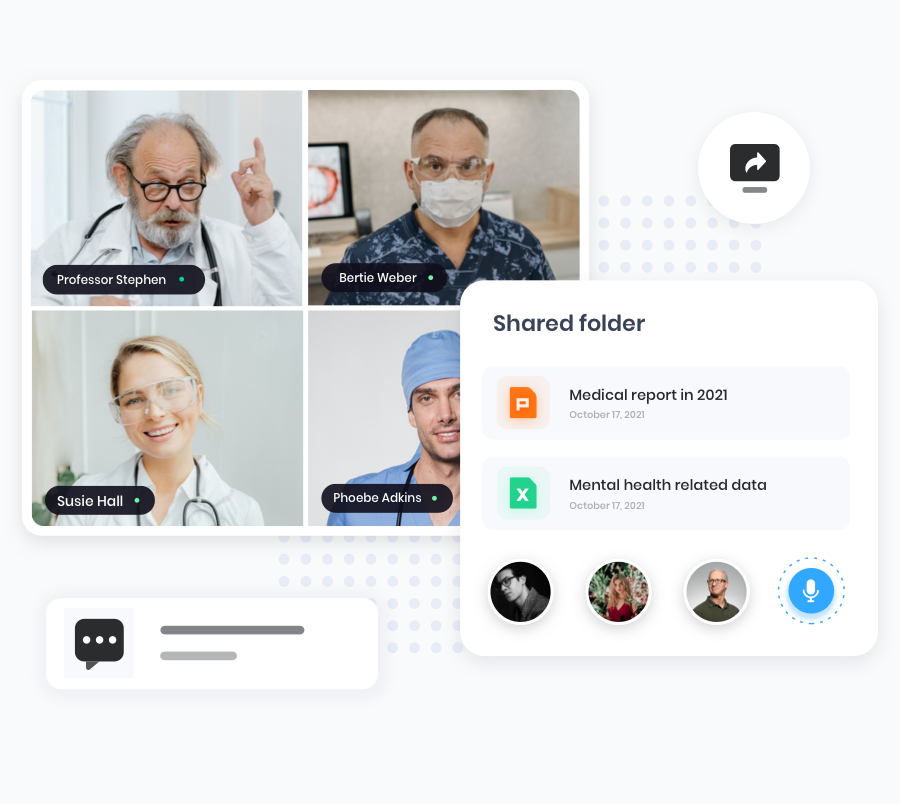 Professor Stephen
Bertie Weber
Susie Hall
Phoebe Adkins
Shared folder
P
Medical report in 2021
October 17, 2021
X
Mental health related data
October 17, 2021